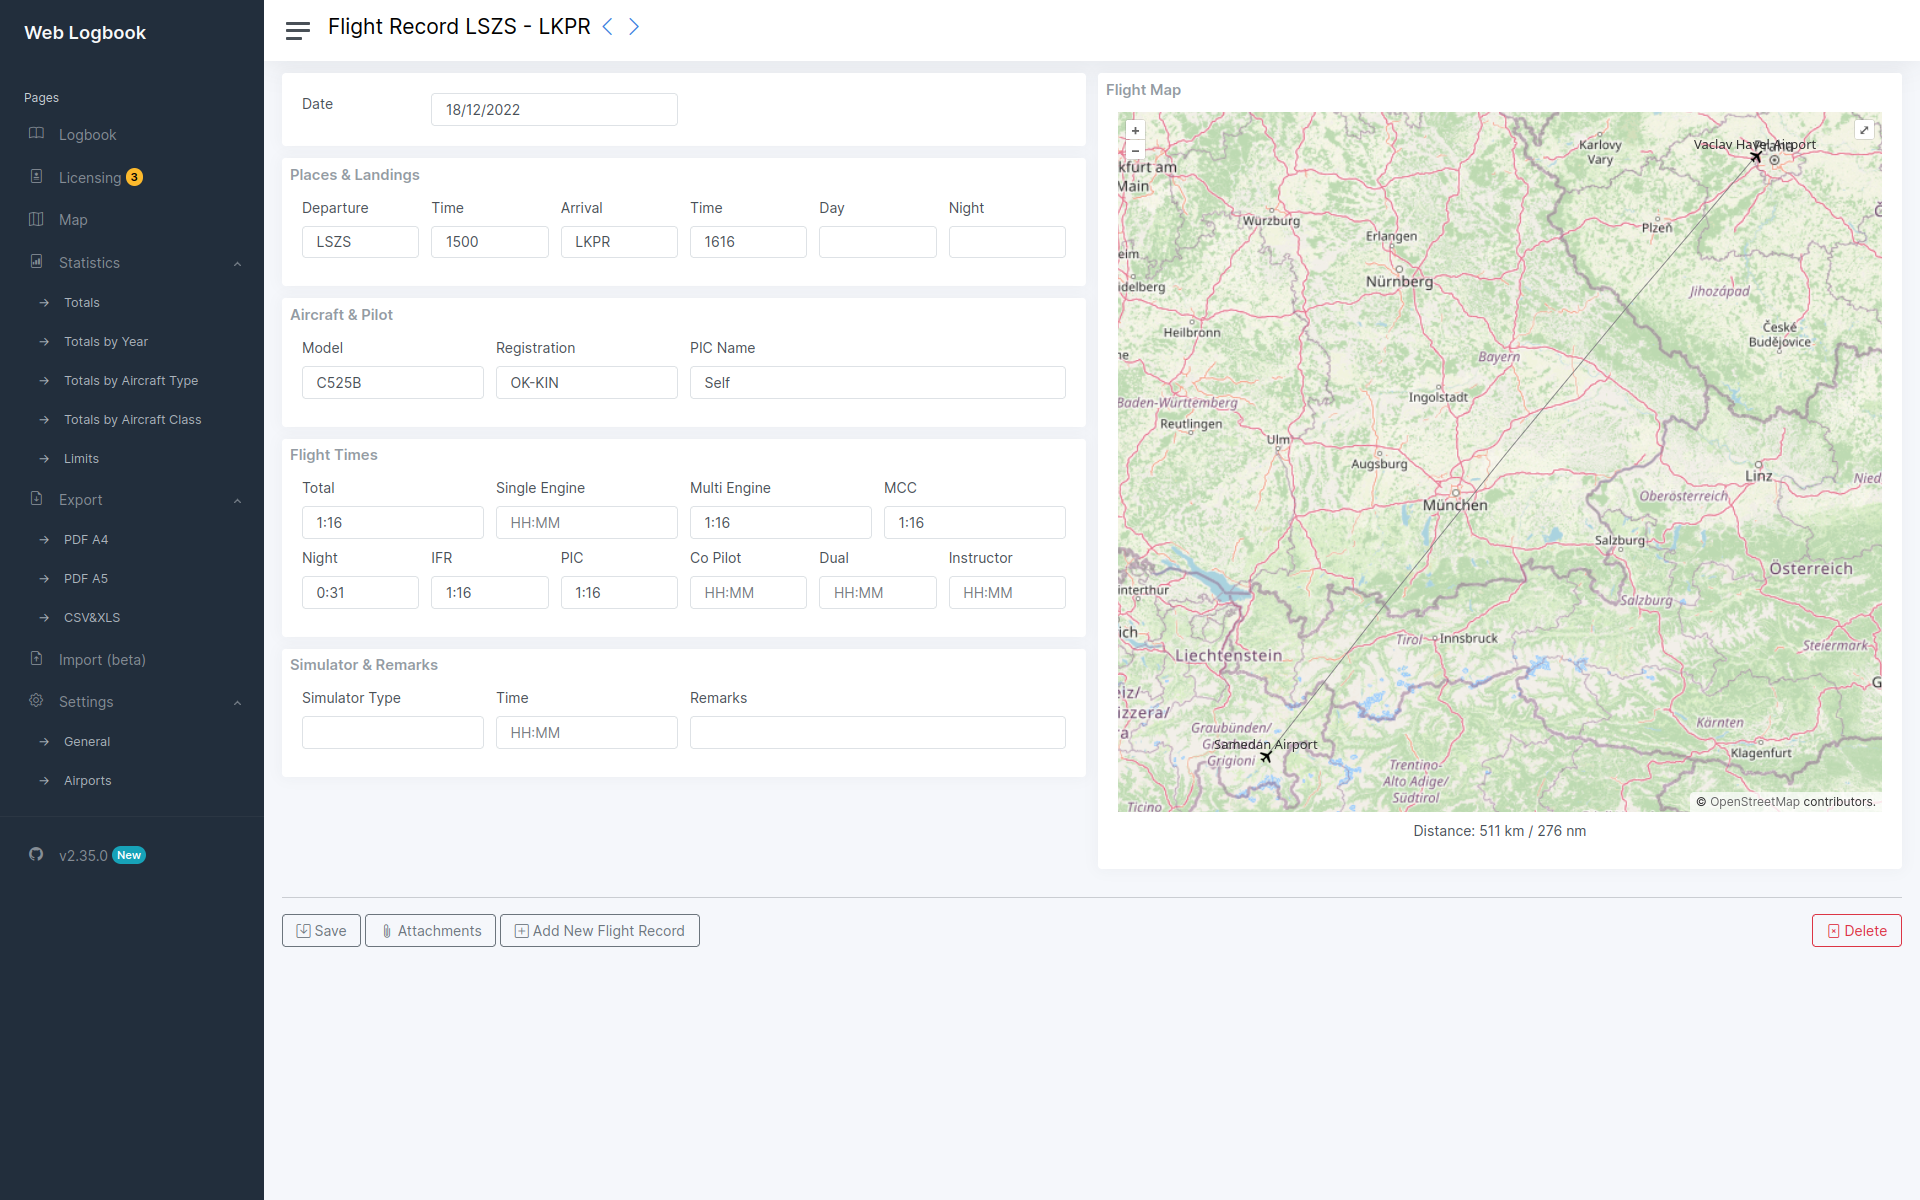 Web Logbook
Pages
Logbook
Licensing 3
Map
Statistics
Totals
Totals by Year
Totals by Aircraft Type
Totals by Aircraft Class
Limits
Export
PDF A4
PDF A5
CSV&XLS
Import (beta)
Settings
General
Airports
v2.35.0 New
Flight Record LSZS - LKPR
Date
18/12/2022
Places & Landings
Departure Time Arrival Time Day Night
LSZS 1500 LKPR 1616
Aircraft & Pilot
Model Registration PIC Name
C525B OK-KIN Self
Flight Times
Total Single Engine Multi Engine MCC
1:16 HH:MM 1:16 1:16
Night IFR PIC Co Pilot Dual Instructor
0:31 1:16 1:16 HH:MM HH:MM HH:MM
Simulator & Remarks
Simulator Type Time Remarks
HH:MM
Flight Map
+
−
Karlovy
Vary
Vaclav Havel Airport
kfurt am
Main
Würzburg
Erlangen
Plzeň
eim
idelberg
Nürnberg
Jihozápad
Heilbronn
České
Budějovice
ne
Bayern
Ingolstadt
Baden-Württemberg
Reutlingen
Ulm
Augsburg
Linz
Nied
Oberösterreich
München
Salzburg
Österreich
interthur
Salzburg
ich
Tirol
Innsbruck
Steiermark
Liechtenstein
G
eiz/
izzera/
a
Graubünden/
Kärnten
Samedan Airport
Grigioni
Klagenfurt
Trentino-
Alto Adige/
Südtirol
Ticino
© OpenStreetMap contributors.
Distance: 511 km / 276 nm
Save Attachments Add New Flight Record Delete